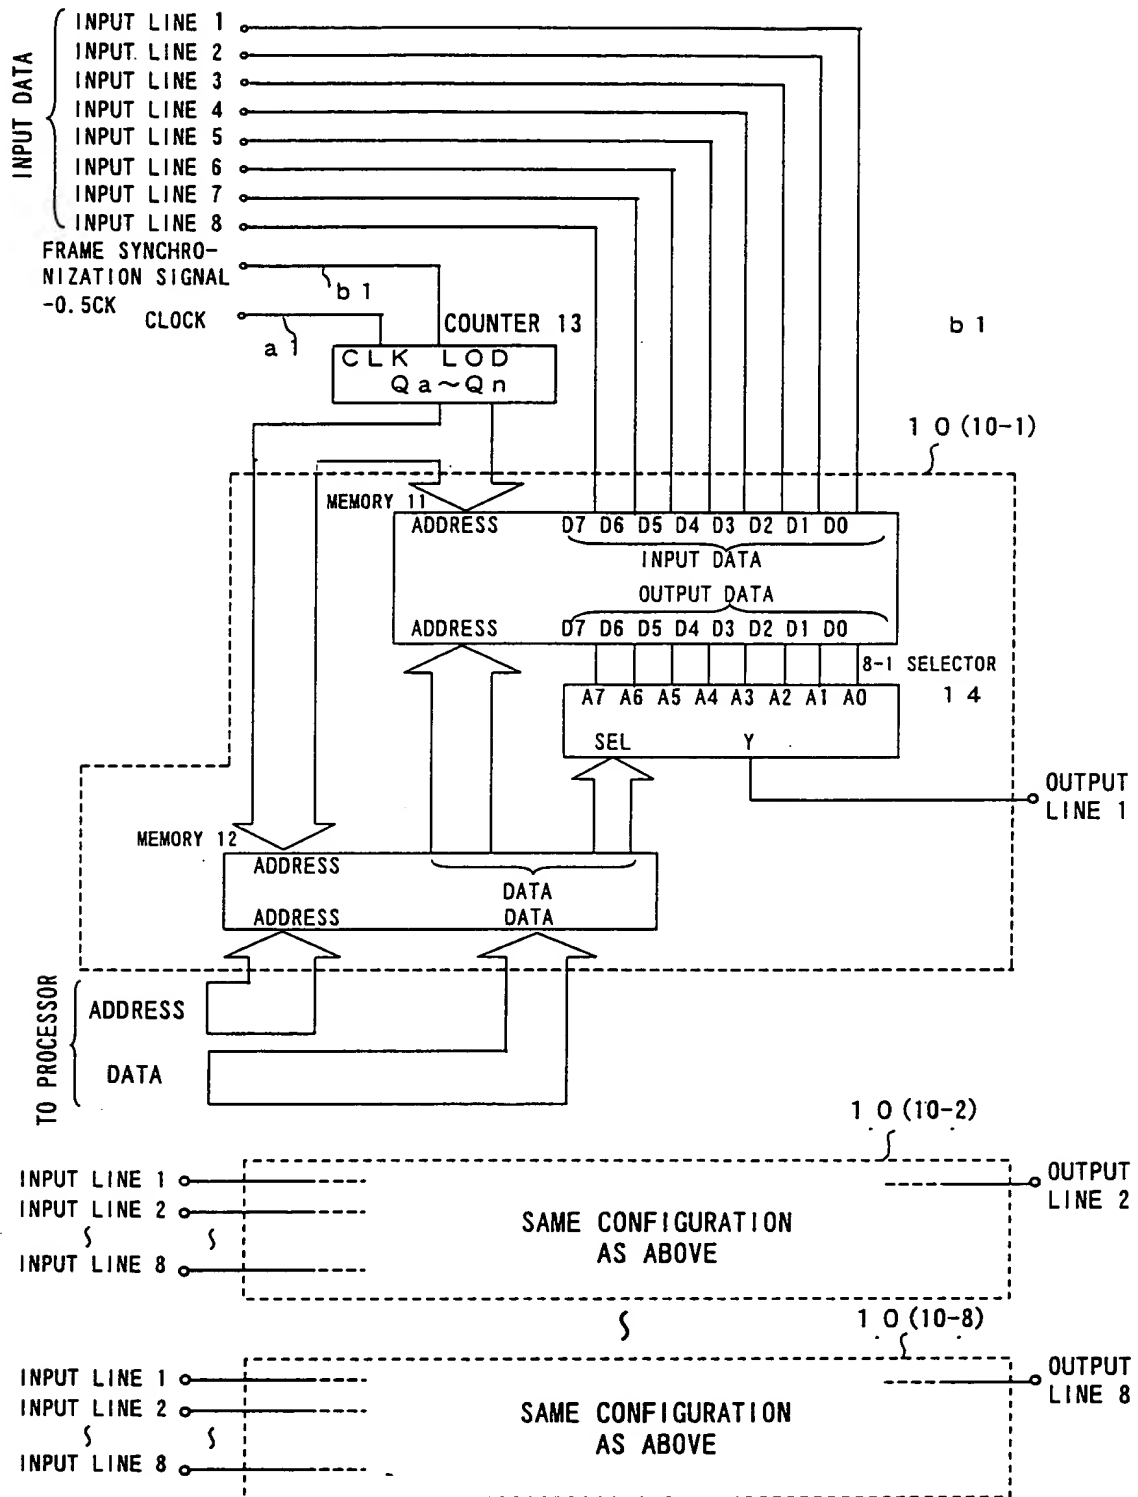 INPUT DATA
INPUT LINE 1
INPUT LINE 2
INPUT LINE 3
INPUT LINE 4
INPUT LINE 5
INPUT LINE 6
INPUT LINE 7
INPUT LINE 8
FRAME SYNCHRO-
NIZATION SIGNAL
-0.5CK
b1
CLOCK
a1
COUNTER 13
b1
CLK LOD
Qa~Qn
10(10-1)
MEMORY 11
ADDRESS D7 D6 D5 D4 D3 D2 D1 D0
INPUT DATA
OUTPUT DATA
ADDRESS D7 D6 D5 D4 D3 D2 D1 D0
8-1 SELECTOR
14
A7 A6 A5 A4 A3 A2 A1 A0
SEL Y
OUTPUT
LINE 1
MEMORY 12
ADDRESS
DATA
ADDRESS DATA
TO PROCESSOR
ADDRESS
DATA
10(10-2)
INPUT LINE 1
INPUT LINE 2
INPUT LINE 8
SAME CONFIGURATION
AS ABOVE
OUTPUT
LINE 2
10(10-8)
INPUT LINE 1
INPUT LINE 2
INPUT LINE 8
SAME CONFIGURATION
AS ABOVE
OUTPUT
LINE 8